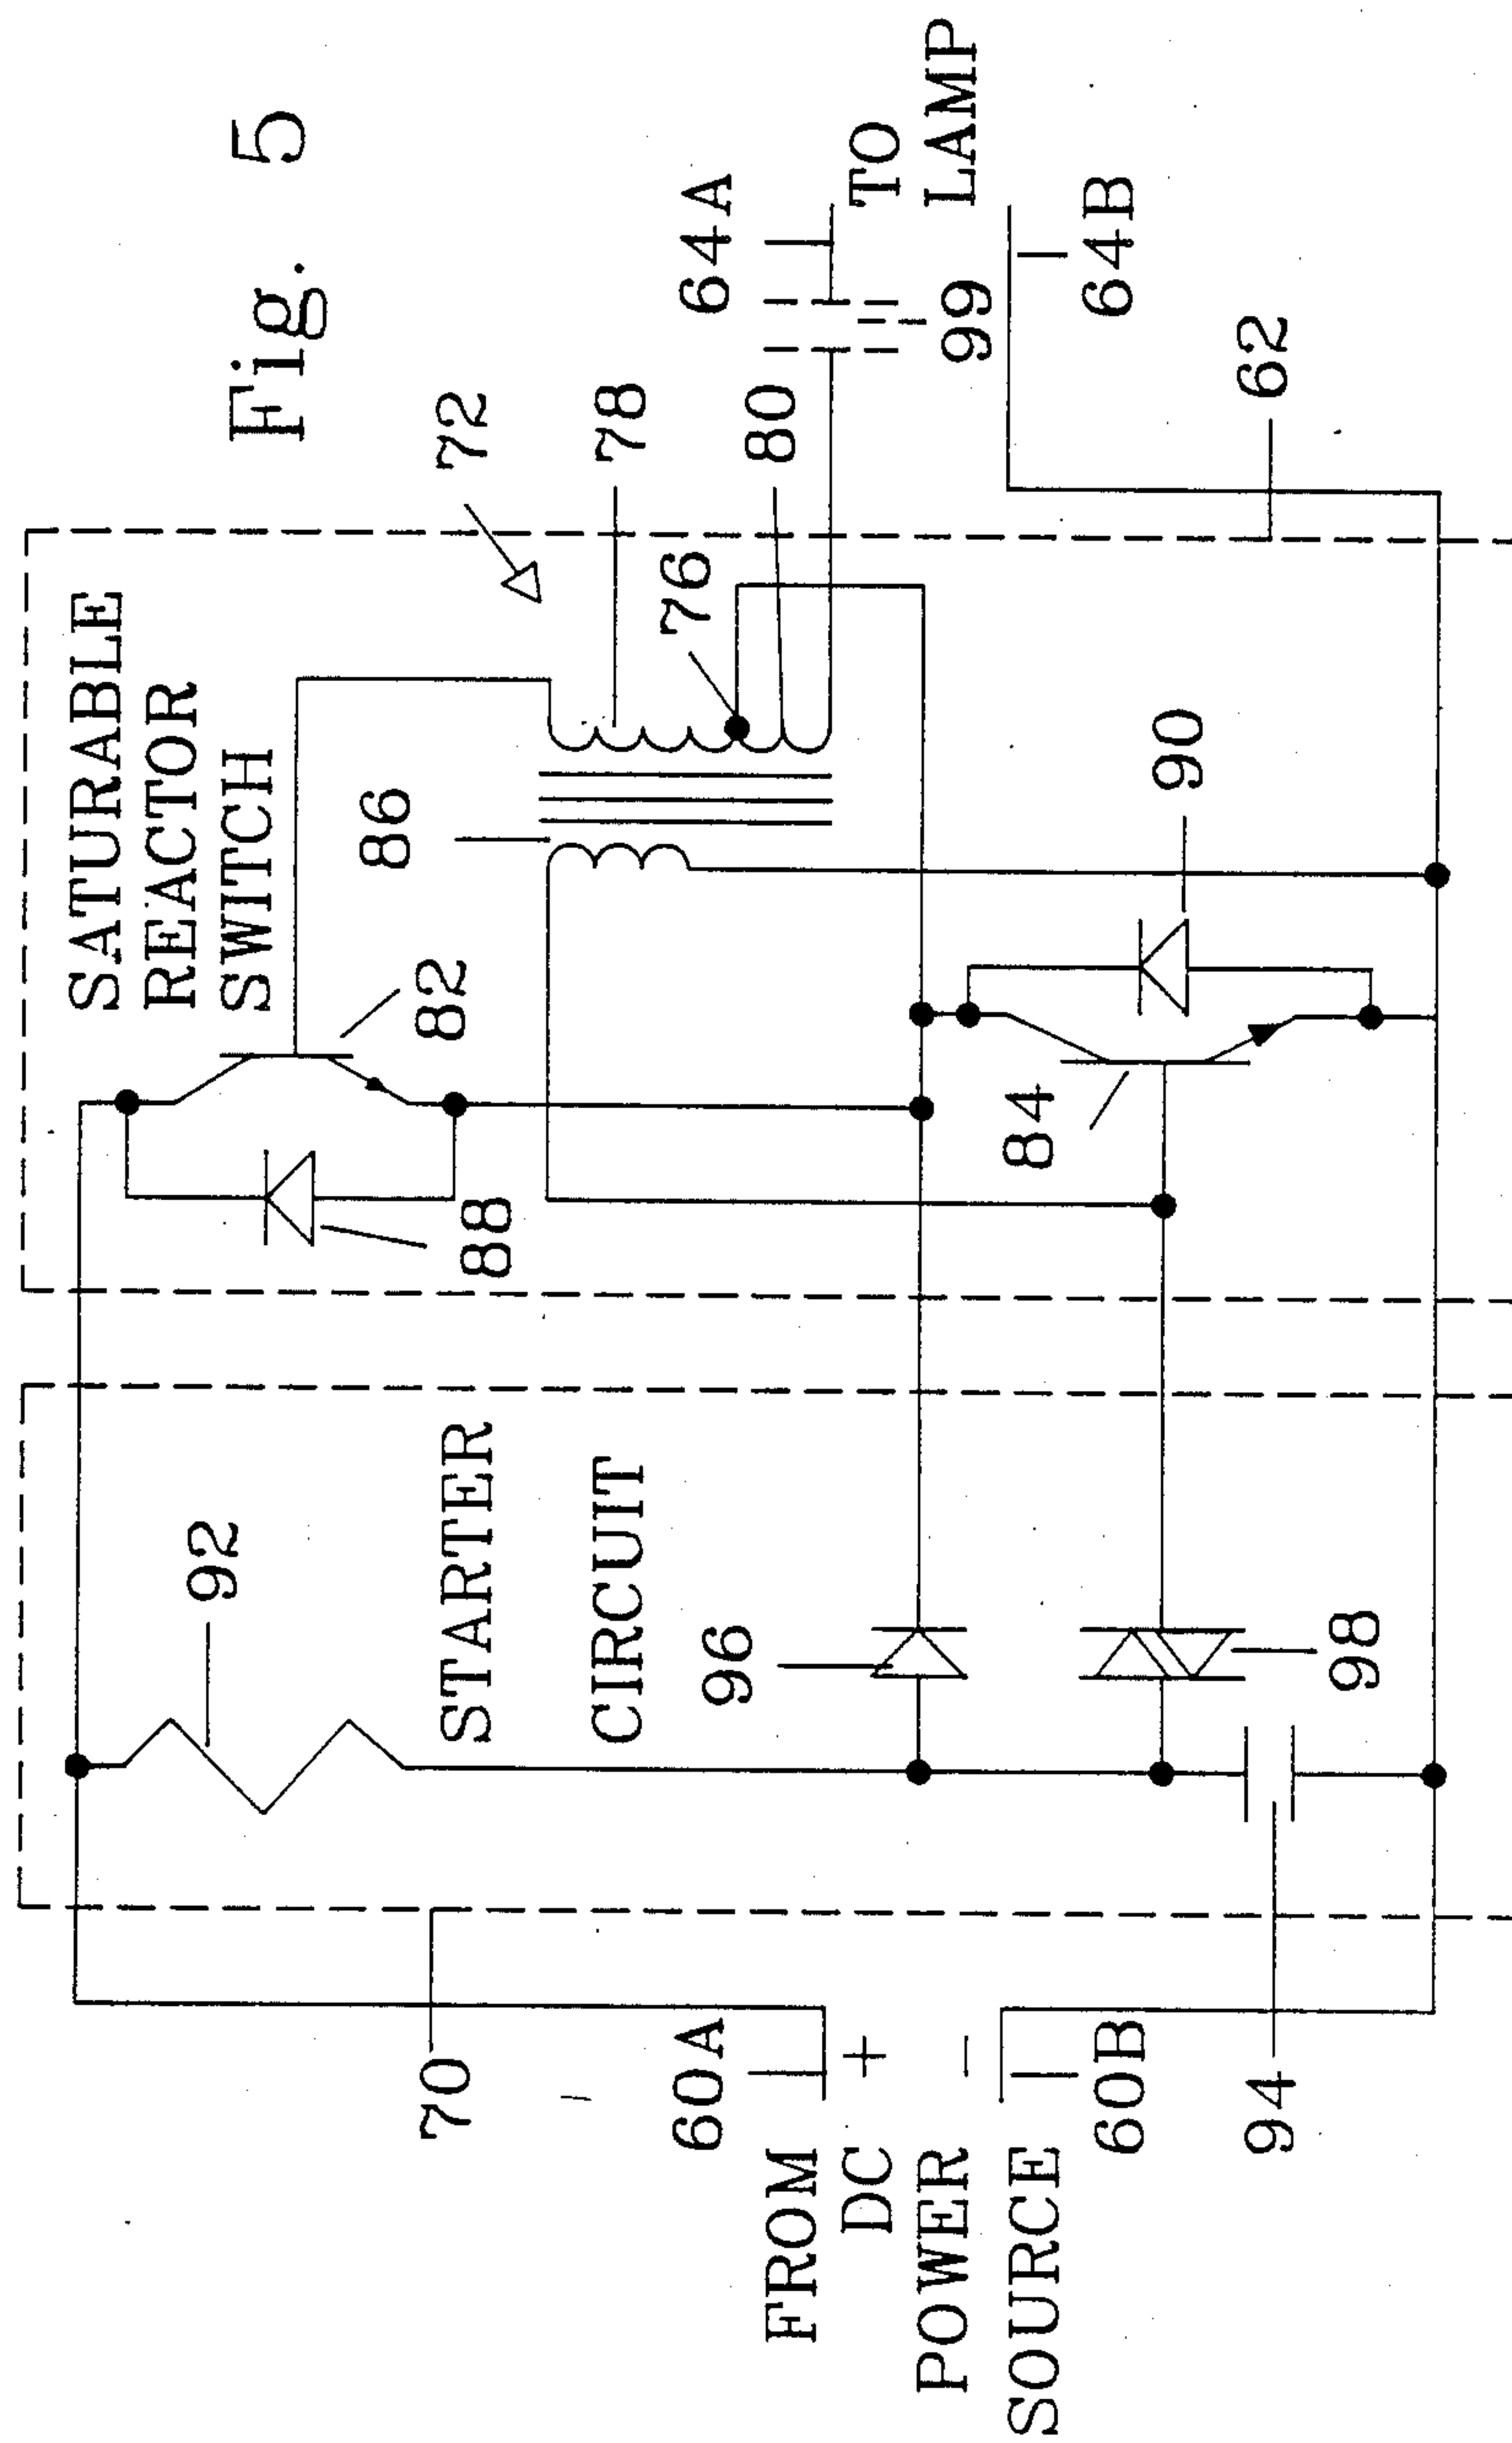 Fig. 5
SATURABLE
REACTOR
SWITCH
72
78
76
80
64A
TO
LAMP
99
64B
62
86
82
88
90
84
92
STARTER
CIRCUIT
96
98
70
60A
+
-
60B
94
FROM
DC
POWER
SOURCE